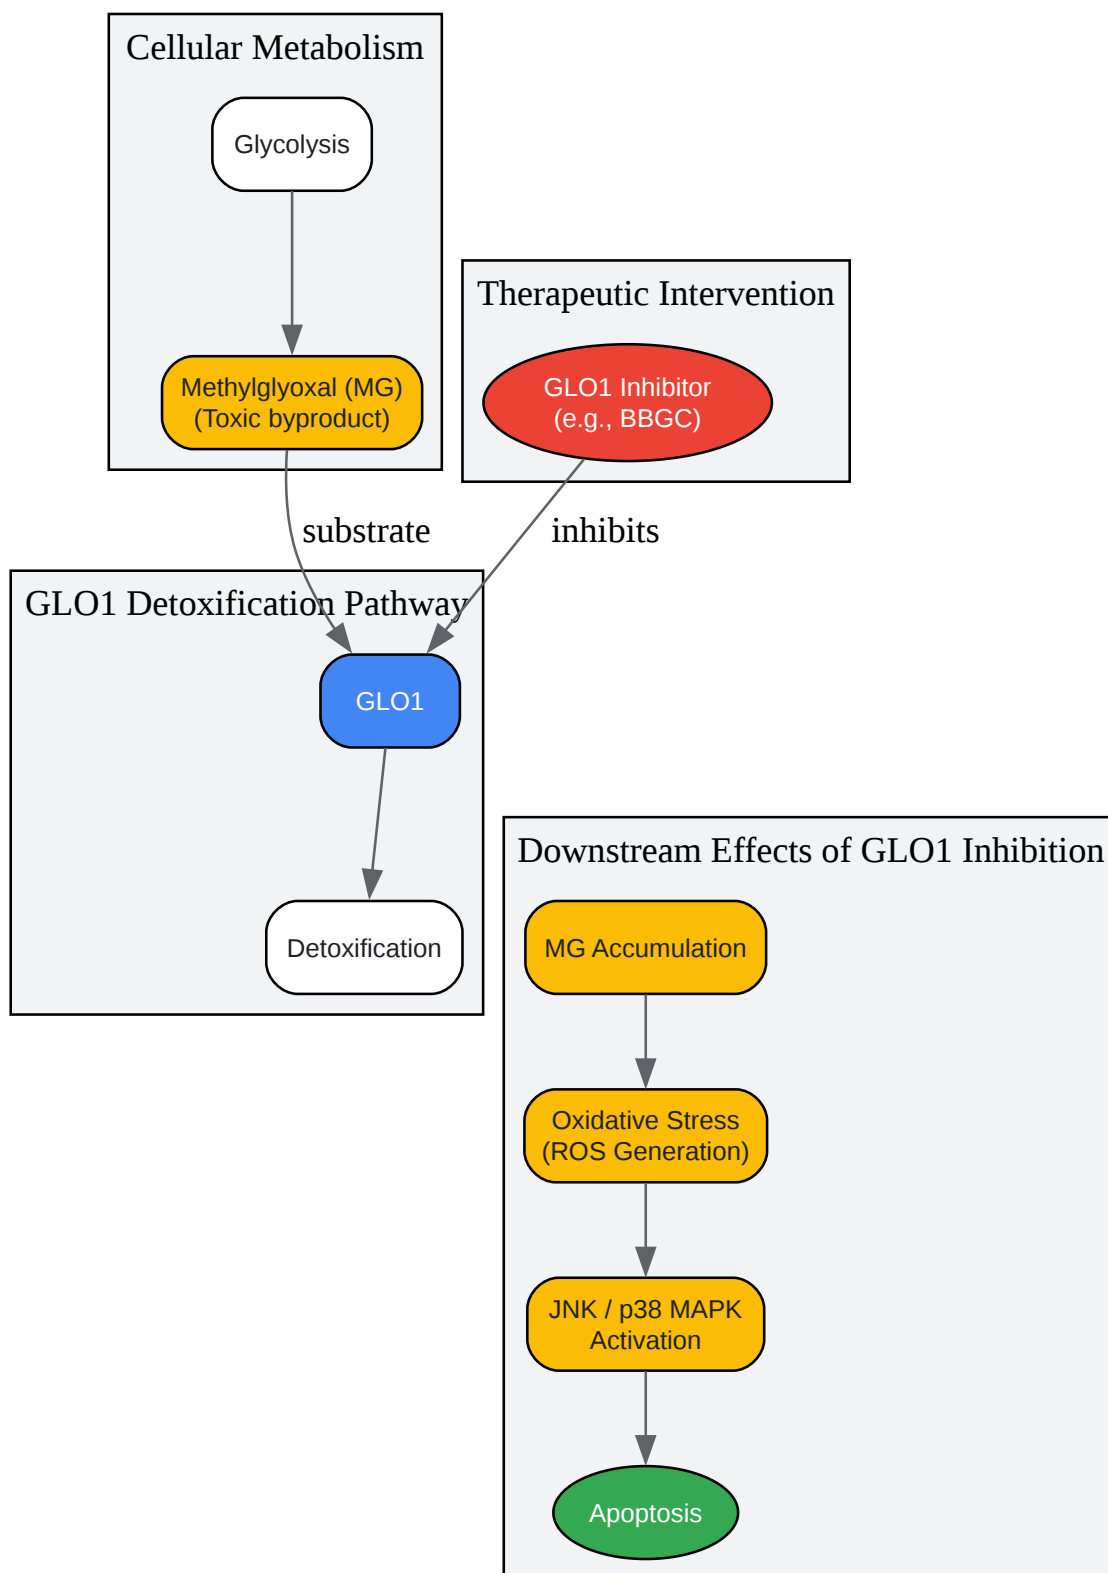 Cellular Metabolism
Glycolysis
Methylglyoxal (MG)
(Toxic byproduct)
Therapeutic Intervention
GLO1 Inhibitor
(e.g., BBGC)
substrate
inhibits
GLO1 Detoxification Pathway
GLO1
Detoxification
Downstream Effects of GLO1 Inhibition
MG Accumulation
Oxidative Stress
(ROS Generation)
JNK / p38 MAPK
Activation
Apoptosis